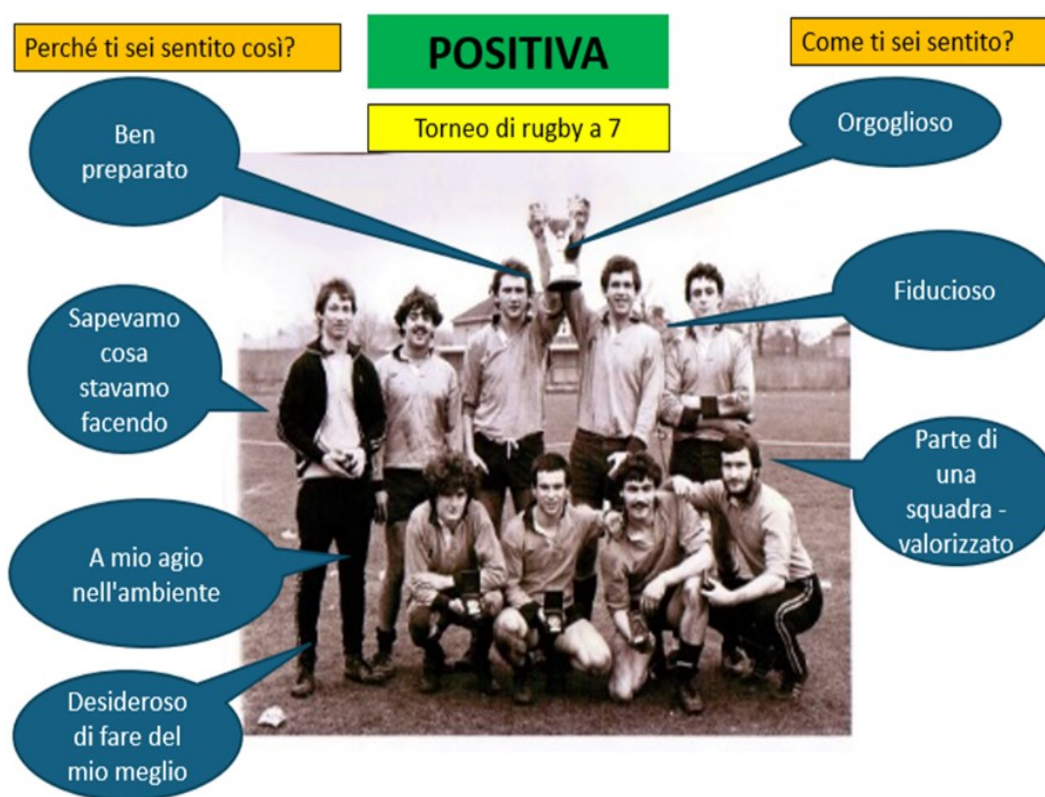 Perché ti sei sentito così?
POSITIVA
Come ti sei sentito?
Torneo di rugby a 7
Ben
preparato
Orgoglioso
Sapevamo
cosa
stavamo
facendo
Fiducioso
A mio agio
nell'ambiente
Parte di
una
squadra -
valorizzato
Desideroso
di fare del
mio meglio